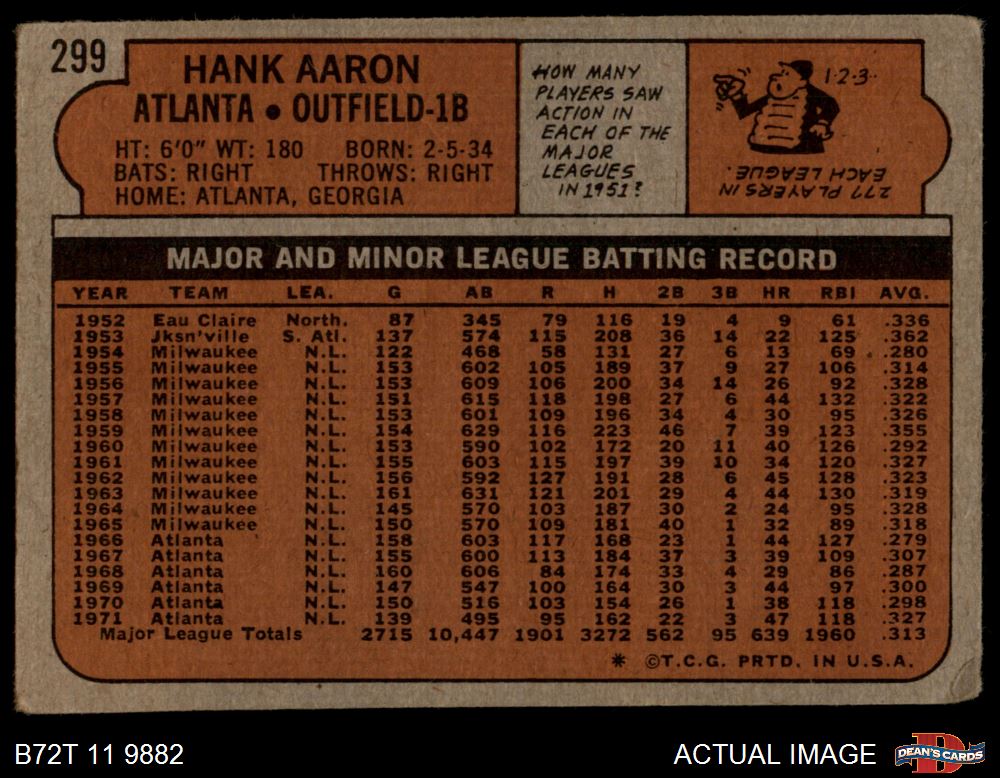 299
HANK AARON
ATLANTA • OUTFIELD-1B
HT: 6'0" WT: 180 BORN: 2-5-34
BATS: RIGHT THROWS: RIGHT
HOME: ATLANTA, GEORGIA
HOW MANY
PLAYERS SAW
ACTION IN
EACH OF THE
MAJOR
LEAGUES
IN 1951?
1-2-3-
277 PLAYERS IN
EACH LEAGUE.
MAJOR AND MINOR LEAGUE BATTING RECORD
YEAR TEAM LEA. G AB R H 2B 3B HR RBI AVG.
1952 Eau Claire North. 87 345 79 116 19 4 9 61 .336
1953 Jksn'ville S. Atl. 137 574 115 208 36 14 22 125 .362
1954 Milwaukee N.L. 122 468 58 131 27 6 13 69 .280
1955 Milwaukee N.L. 153 602 105 189 37 9 27 106 .314
1956 Milwaukee N.L. 153 609 106 200 34 14 26 92 .328
1957 Milwaukee N.L. 151 615 118 198 27 6 44 132 .322
1958 Milwaukee N.L. 153 601 109 196 34 4 30 95 .326
1959 Milwaukee N.L. 154 629 116 223 46 7 39 123 .355
1960 Milwaukee N.L. 153 590 102 172 20 11 40 126 .292
1961 Milwaukee N.L. 155 603 115 197 39 10 34 120 .327
1962 Milwaukee N.L. 156 592 127 191 28 6 45 128 .323
1963 Milwaukee N.L. 161 631 121 201 29 4 44 130 .319
1964 Milwaukee N.L. 145 570 103 187 30 2 24 95 .328
1965 Milwaukee N.L. 150 570 109 181 40 1 32 89 .318
1966 Atlanta N.L. 158 603 117 168 23 1 44 127 .279
1967 Atlanta N.L. 155 600 113 184 37 3 39 109 .307
1968 Atlanta N.L. 160 606 84 174 33 4 29 86 .287
1969 Atlanta N.L. 147 547 100 164 30 3 44 97 .300
1970 Atlanta N.L. 150 516 103 154 26 1 38 118 .298
1971 Atlanta N.L. 139 495 95 162 22 3 47 118 .327
Major League Totals 2715 10,447 1901 3272 562 95 639 1960 .313
* ©T.C.G. PRTD. IN U.S.A.
B72T 11 9882
ACTUAL IMAGE
D
DEAN'S CARDS